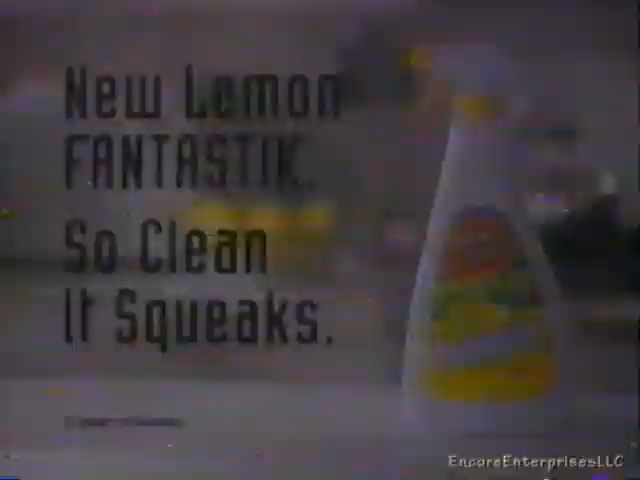 New Lemon
FANTASTIK.
So Clean
It Squeaks.
EncoreEnterprisesLLC